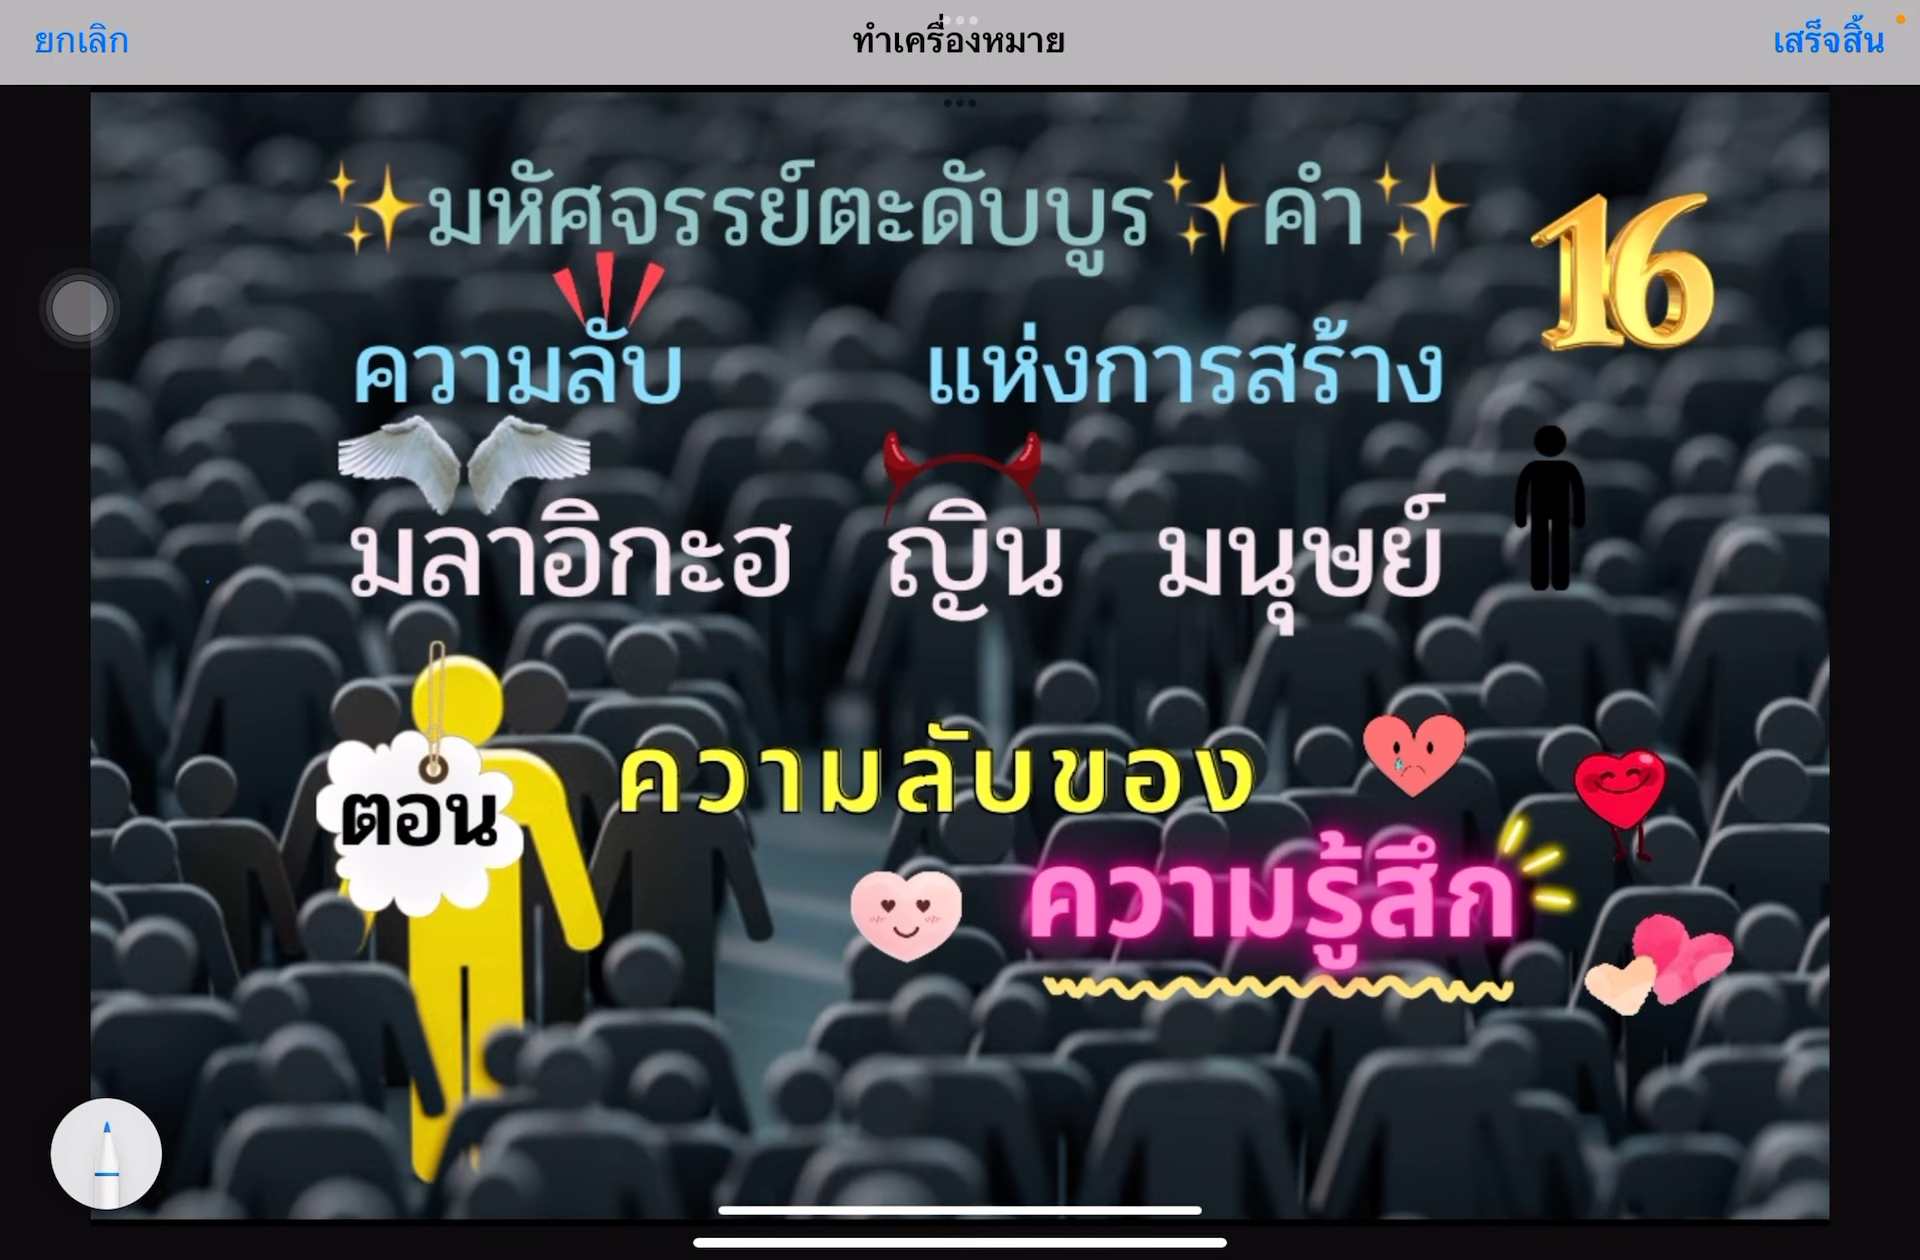 ยกเลิก ทำเครื่องหมาย เสร็จสิ้น
มหัศจรรย์ตะดับบูร คำ 16
ความลับ แห่งการสร้าง
มลาอิกะฮ ญิน มนุษย์
ตอน ความลับของ
ความรู้สึก